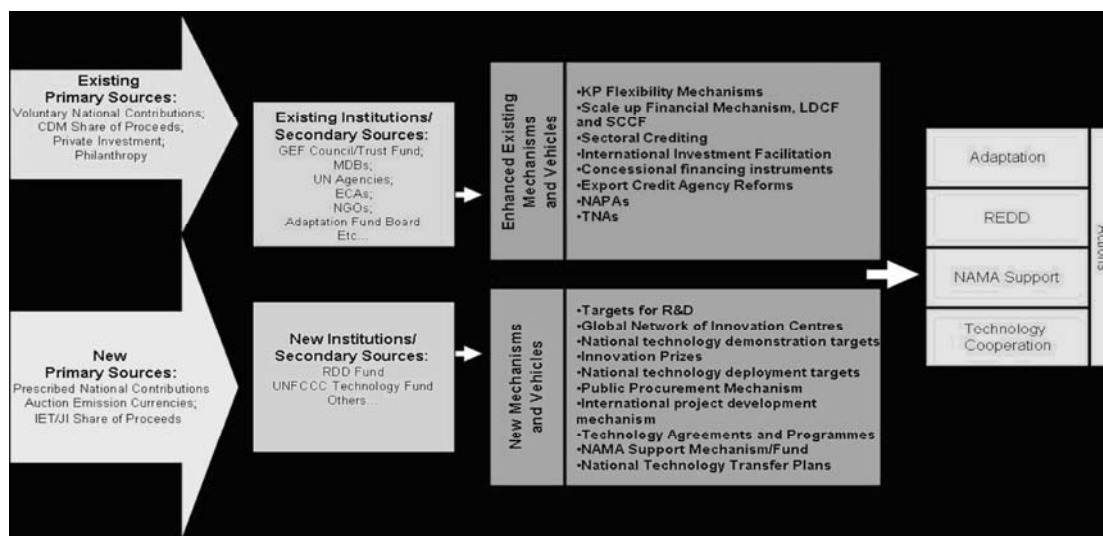 Existing
Primary Sources:
Voluntary National Contributions;
CDM Share of Proceeds;
Private Investment;
Philanthropy
New
Primary Sources:
Prescribed National Contributions
Auction Emission Currencies;
IET/JI Share of Proceeds
Existing Institutions/
Secondary Sources:
GEF Council/Trust Fund;
MDBs;
UN Agencies;
ECAs;
NGOs;
Adaptation Fund Board
Etc...
New Institutions/
Secondary Sources:
RDD Fund
UNFCCC Technology Fund
Others...
Enhanced Existing
Mechanisms
and Vehicles
•KP Flexibility Mechanisms
•Scale up Financial Mechanism, LDCF
and SCCF
•Sectoral Crediting
•International Investment Facilitation
•Concessional financing instruments
•Export Credit Agency Reforms
•NAPAs
•TNAs
New Mechanisms
and Vehicles
•Targets for R&D
•Global Network of Innovation Centres
•National technology demonstration targets
•Innovation Prizes
•National technology deployment targets
•Public Procurement Mechanism
•International project development
mechanism
-Technology Agreements and Programmes
•NAMA Support Mechanism/Fund
•National Technology Transfer Plans
Adaptation
REDD
NAMA Support
Technology
Cooperation
Actions